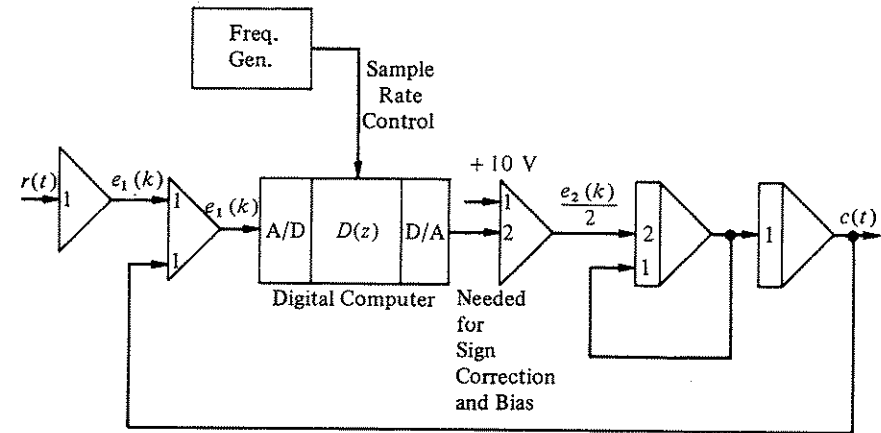 Freq.
Gen.
Sample
Rate
Control
r(t)
1
e₁(k)
1
1
e₁(k)
A/D
D(z)
D/A
Digital Computer
+10 V
1
2
Needed
for
Sign
Correction
and Bias
e₂(k)
2
2
1
1
c(t)